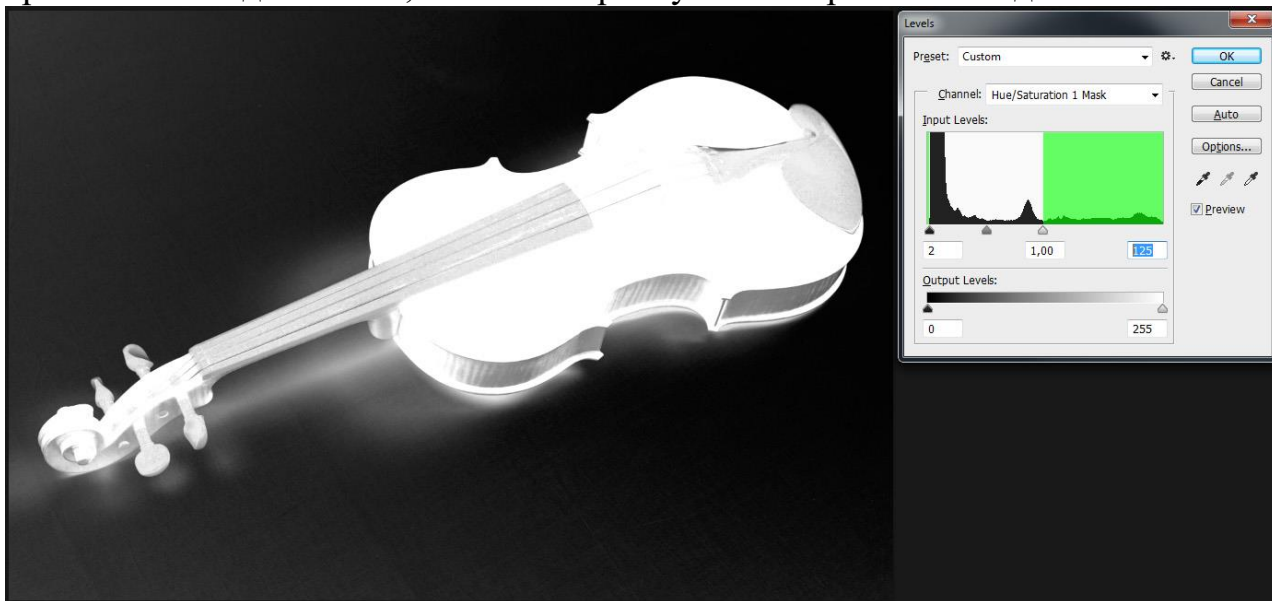 Levels
Preset: Custom
OK
Cancel
Channel: Hue/Saturation 1 Mask
Auto
Input Levels:
Options...
Preview
2 1,00 125
Output Levels:
0 255